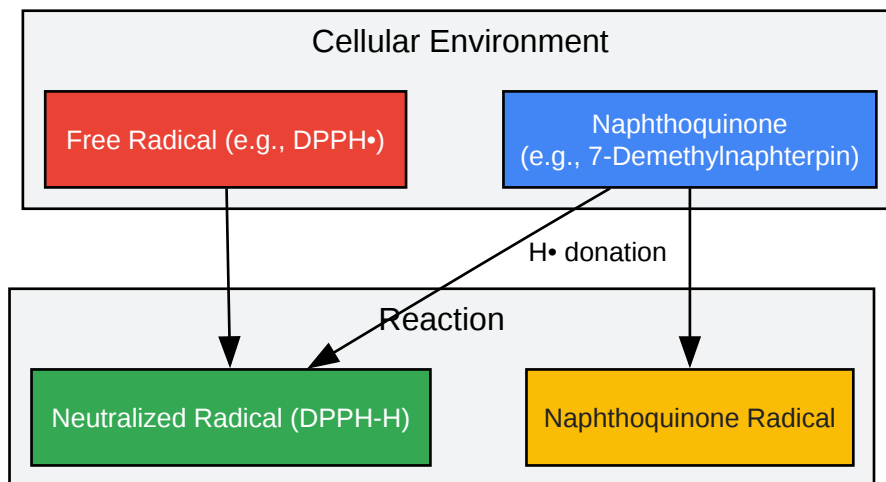 Cellular Environment
Free Radical (e.g., DPPH•)
Naphthoquinone
(e.g., 7-Demethylnaphterpin)
H• donation
Reaction
Neutralized Radical (DPPH-H)
Naphthoquinone Radical